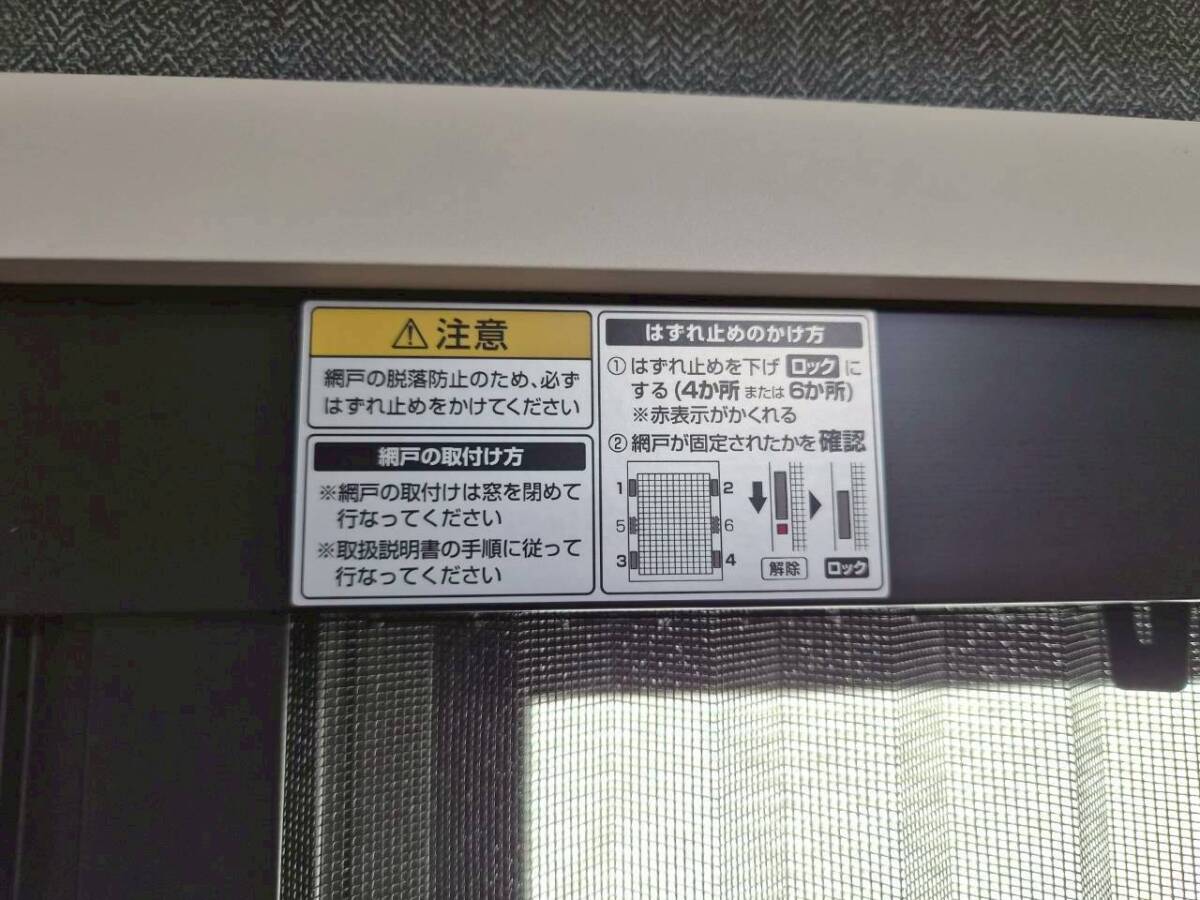 注意
網戸の脱落防止のため、必ず
はずれ止めをかけてください
網戸の取付け方
※網戸の取付けは窓を閉めて
行なってください
※取扱説明書の手順に従って
行なってください
はずれ止めのかけ方
① はずれ止めを下げ ロック に
する (4か所 または 6か所)
※赤表示がかくれる
② 網戸が固定されたかを 確認
1 2
5 6
3 4
解除 ロック